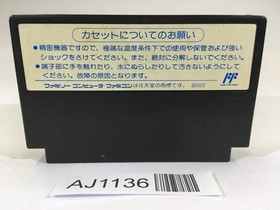 カセットについてのお願い
●精密機器ですので、極端な温度条件下での使用や保管および強い
ショックをさけてください。また、絶対に分解しないでください。
●端子部に手を触れたり、水にぬらしたりして汚さないようにして
ください。故障の原因となります。
ファミリーコンピュータ・ファミコンは任天堂の商標です。
FF
AJ1136